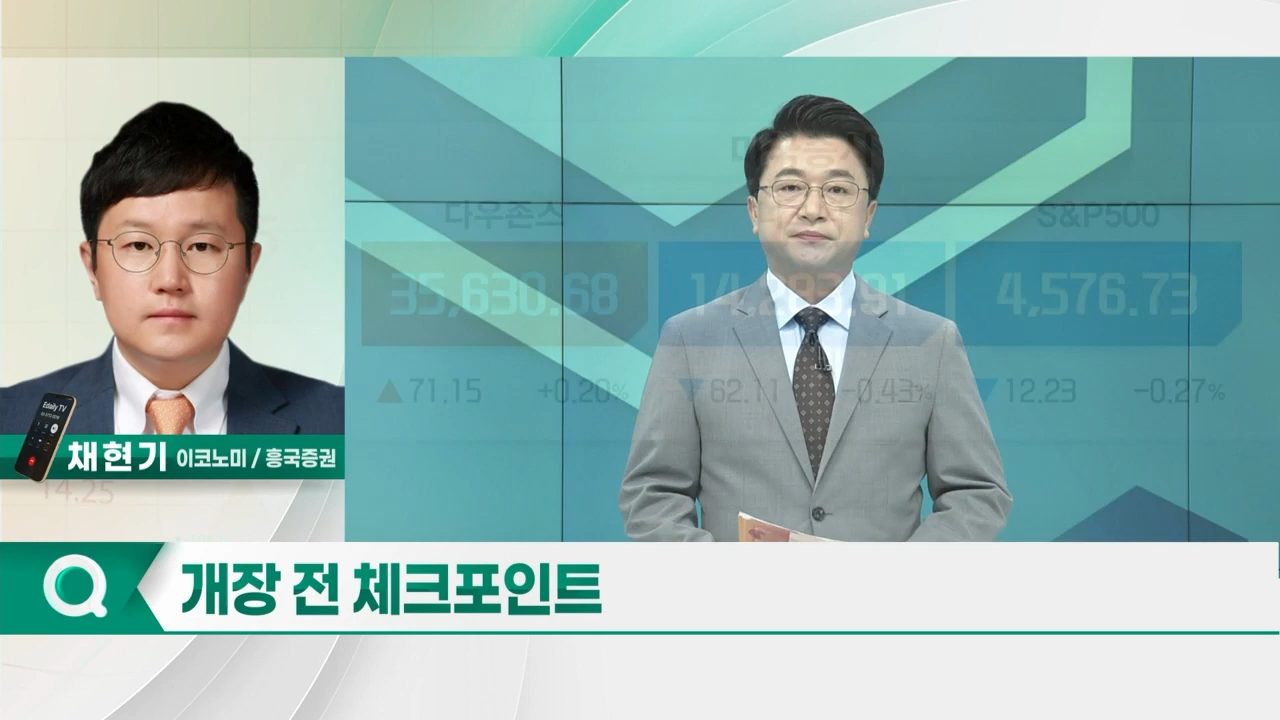 다우존스
S&P500
35,630.68
4,576.73
▲71.15
+0.20%
▼62.11
-0.43%
▼12.23
-0.27%
Edaily TV
채현기 이코노미 / 흥국증권
14.25
개장 전 체크포인트